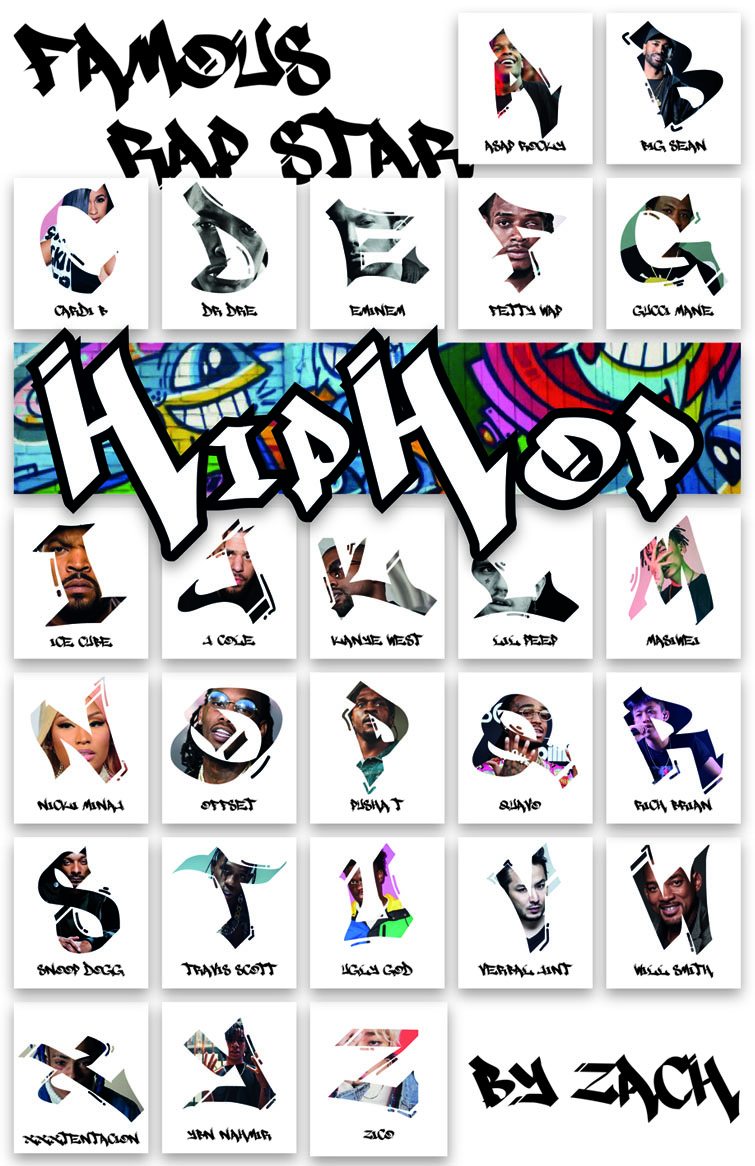 FAMOUS
RAP STAR
A B
ASAP ROCKY BIG SEAN
C D E F G
CARDI B DR DRE EMINEM FETTY WAP GUCCI MANE
HIPHOP
I J K L M
ICE CUBE J COLE KANYE WEST LIL PEEP MASIWEI
N O P Q R
NICKI MINAJ OFFSET PUSHA T QUAVO RICH BRIAN
S T U V W
SNOOP DOGG TRAVIS SCOTT UGLY GOD VERBAL JINT WILL SMITH
X Y Z
XXXTENTACION YBN NAHMIR ZICO
BY ZACH